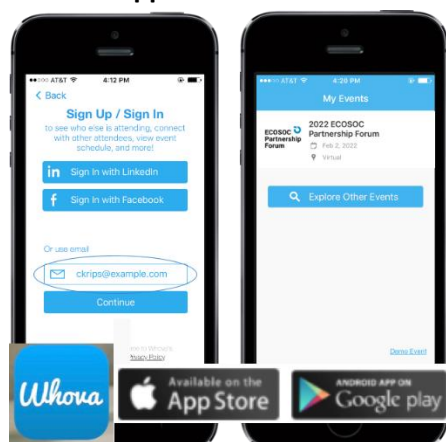 AT&T 4:12 PM
Back
Sign Up / Sign In
to see who else is attending, connect
with other attendees, view event
schedule, and more!
in Sign In with LinkedIn
f Sign In with Facebook
Or use email
ckrips@example.com
Continue
Privacy Policy
AT&T 4:20 PM
My Events
ECOSOC
Partnership
Forum
2022 ECOSOC
Partnership Forum
Feb 2, 2022
Virtual
Explore Other Events
Demo Event
Whova
Available on the
App Store
ANDROID APP ON
Google play